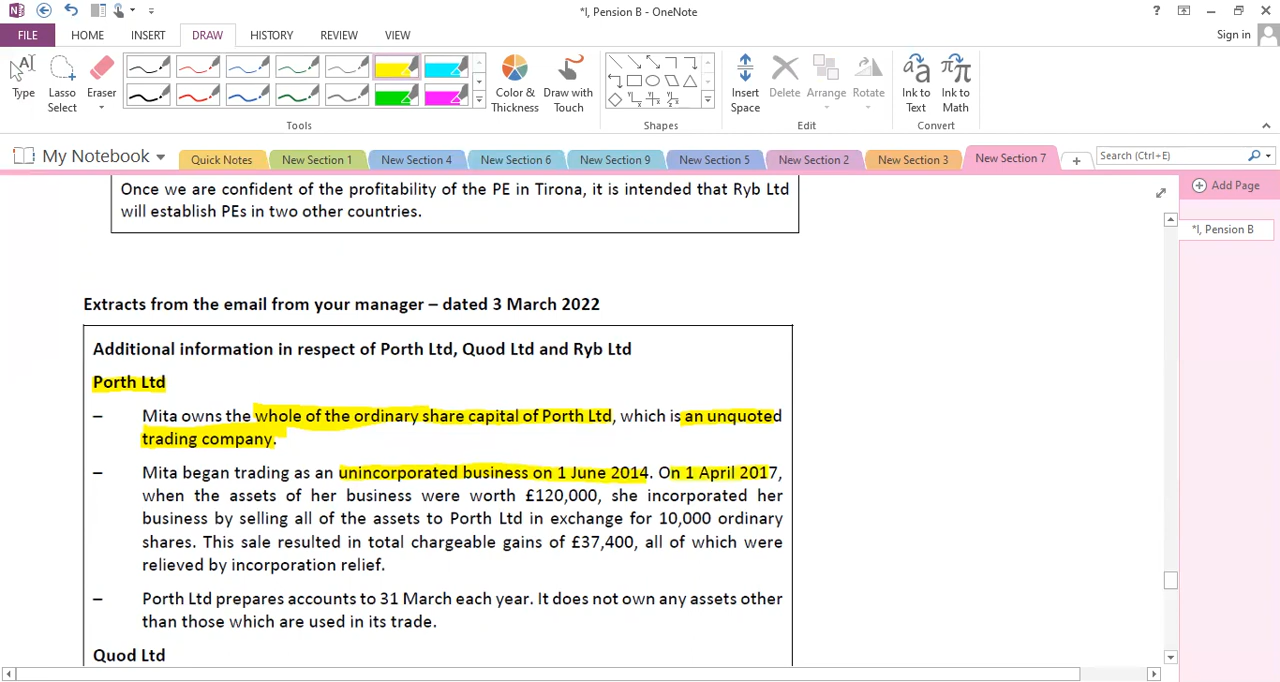 *I, Pension B - OneNote
?
Sign in
FILE HOME INSERT DRAW HISTORY REVIEW VIEW
Type Lasso Select Eraser Color & Thickness Draw with Touch Insert Space Delete Arrange Rotate Ink to Text Ink to Math
Tools Shapes Edit Convert
My Notebook Quick Notes New Section 1 New Section 4 New Section 6 New Section 9 New Section 5 New Section 2 New Section 3 New Section 7 + Search (Ctrl+E)
Add Page
*I, Pension B
Once we are confident of the profitability of the PE in Tirona, it is intended that Ryb Ltd
will establish PEs in two other countries.
Extracts from the email from your manager – dated 3 March 2022
Additional information in respect of Porth Ltd, Quod Ltd and Ryb Ltd
Porth Ltd
– Mita owns the whole of the ordinary share capital of Porth Ltd, which is an unquoted
trading company.
– Mita began trading as an unincorporated business on 1 June 2014. On 1 April 2017,
when the assets of her business were worth £120,000, she incorporated her
business by selling all of the assets to Porth Ltd in exchange for 10,000 ordinary
shares. This sale resulted in total chargeable gains of £37,400, all of which were
relieved by incorporation relief.
– Porth Ltd prepares accounts to 31 March each year. It does not own any assets other
than those which are used in its trade.
Quod Ltd